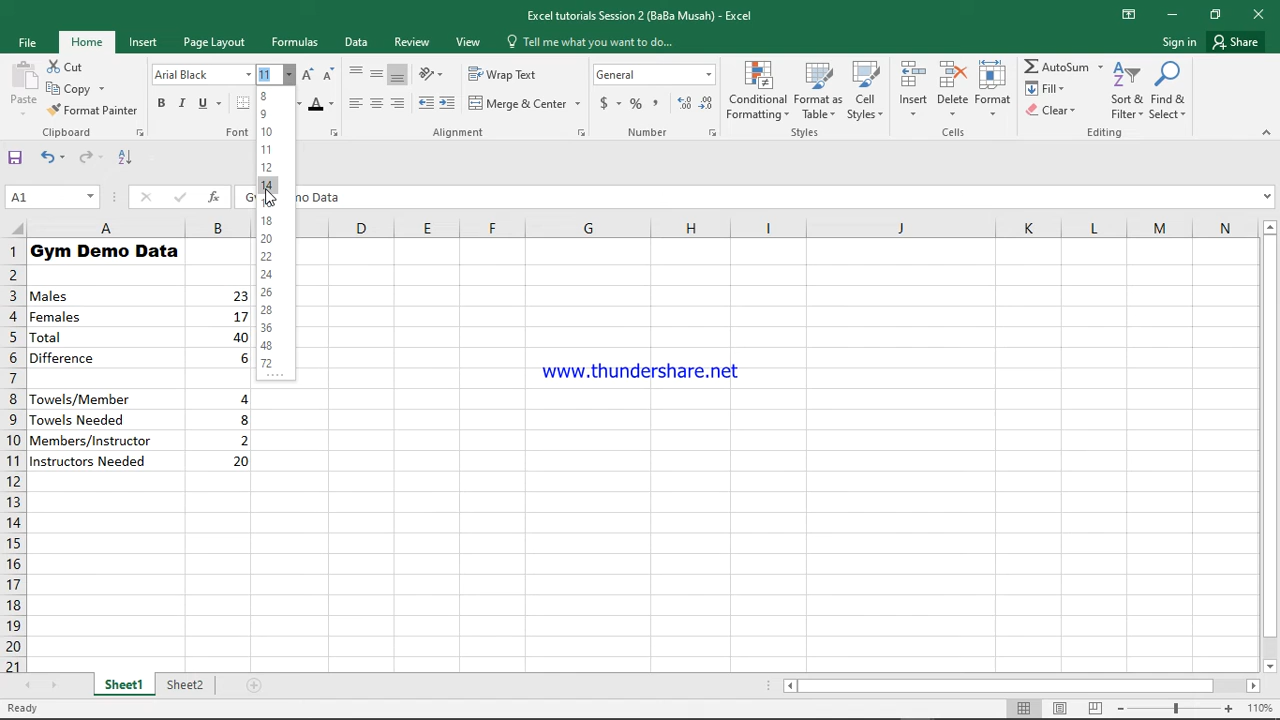 Excel tutorials Session 2 (BaBa Musah) - Excel
File Home Insert Page Layout Formulas Data Review View Tell me what you want to do... Sign in Share
Paste
Cut
Copy
Format Painter
Clipboard
Arial Black 11
B I U A
Font
Wrap Text
Merge & Center
Alignment
General
$ % ,
Number
Conditional Formatting
Format as Table
Cell Styles
Styles
Insert Delete Format
Cells
AutoSum
Fill
Clear
Sort & Filter
Find & Select
Editing
8
9
10
11
12
14
18
20
22
24
26
28
36
48
72
A1 fx Demo Data
A B D E F G H I J K L M N
1 Gym Demo Data
2
3 Males 23
4 Females 17
5 Total 40
6 Difference 6
7
8 Towels/Member 4
9 Towels Needed 8
10 Members/Instructor 2
11 Instructors Needed 20
12
13
14
15
16
17
18
19
20
21
www.thundershare.net
Sheet1 Sheet2
Ready 110%